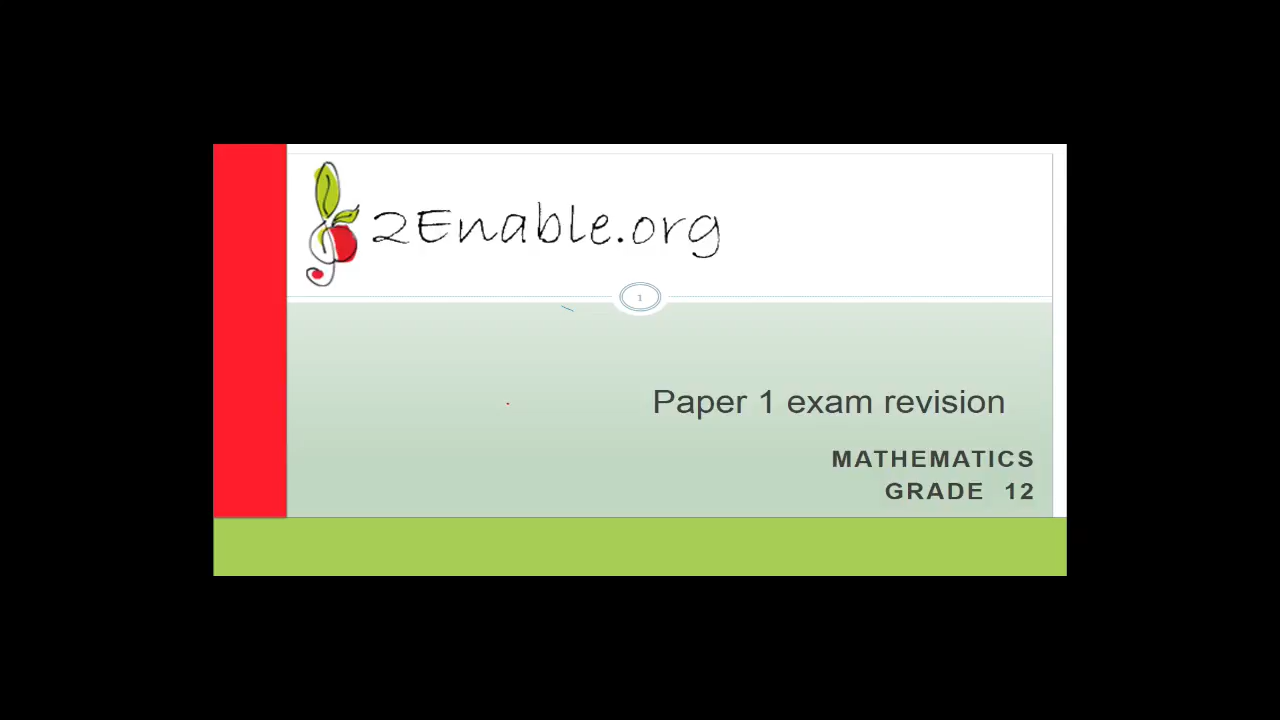 2Enable.org
1
Paper 1 exam revision
MATHEMATICS
GRADE 12